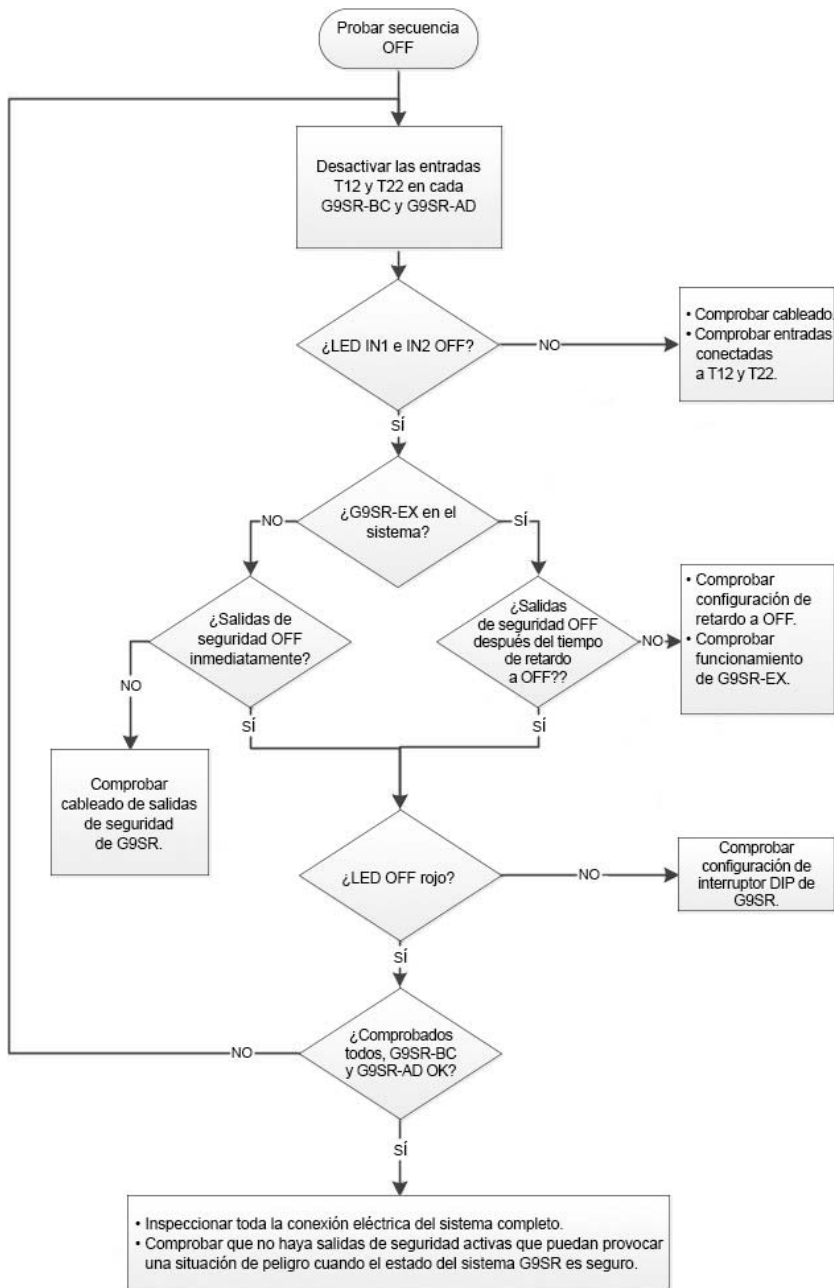 Probar secuencia
OFF
Desactivar las entradas
T12 y T22 en cada
G9SR-BC y G9SR-AD
¿LED IN1 e IN2 OFF?
NO
• Comprobar cableado.
• Comprobar entradas
conectadas
a T12 y T22.
SÍ
¿G9SR-EX en el
sistema?
NO
SÍ
¿Salidas de
seguridad OFF
inmediatamente?
¿Salidas
de seguridad OFF
después del tiempo
de retardo
a OFF??
NO
• Comprobar
configuración de
retardo a OFF.
• Comprobar
funcionamiento
de G9SR-EX.
NO
SÍ
SÍ
Comprobar
cableado de salidas
de seguridad
de G9SR.
¿LED OFF rojo?
NO
Comprobar
configuración de
interruptor DIP de
G9SR.
SÍ
¿Comprobados
todos, G9SR-BC
y G9SR-AD OK?
NO
SÍ
• Inspeccionar toda la conexión eléctrica del sistema completo.
• Comprobar que no haya salidas de seguridad activas que puedan provocar
una situación de peligro cuando el estado del sistema G9SR es seguro.